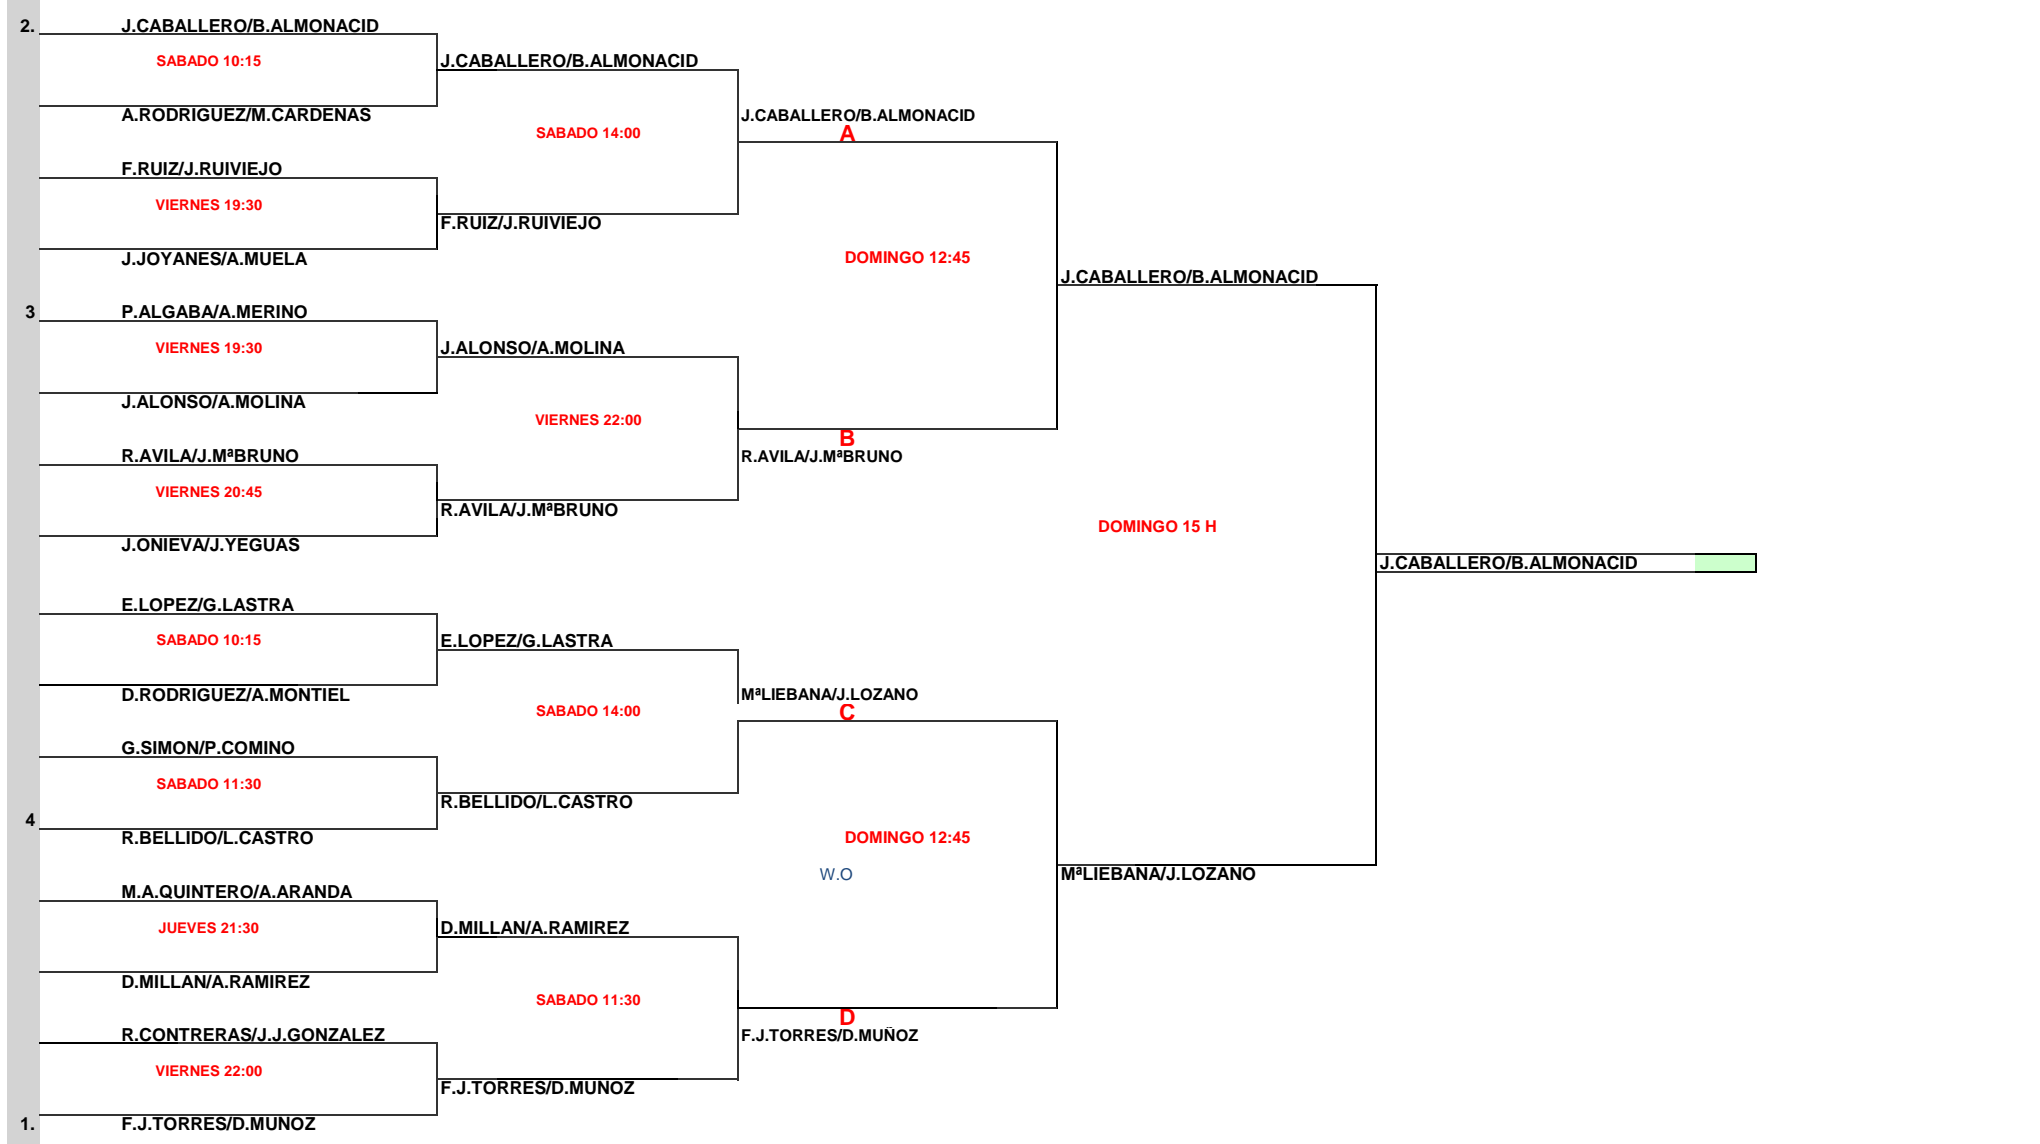 2. J.CABALLERO/B.ALMONACID
SABADO 10:15
J.CABALLERO/B.ALMONACID
A.RODRIGUEZ/M.CARDENAS
J.CABALLERO/B.ALMONACID
SABADO 14:00
A
F.RUIZ/J.RUIVIEJO
VIERNES 19:30
F.RUIZ/J.RUIVIEJO
J.JOYANES/A.MUELA
DOMINGO 12:45
J.CABALLERO/B.ALMONACID
3 P.ALGABA/A.MERINO
VIERNES 19:30
J.ALONSO/A.MOLINA
J.ALONSO/A.MOLINA
VIERNES 22:00
B
R.AVILA/J.MªBRUNO
R.AVILA/J.MªBRUNO
VIERNES 20:45
R.AVILA/J.MªBRUNO
DOMINGO 15 H
J.ONIEVA/J.YEGUAS
J.CABALLERO/B.ALMONACID
E.LOPEZ/G.LASTRA
SABADO 10:15
E.LOPEZ/G.LASTRA
D.RODRIGUEZ/A.MONTIEL
MªLIEBANA/J.LOZANO
SABADO 14:00
C
G.SIMON/P.COMINO
SABADO 11:30
R.BELLIDO/L.CASTRO
4
R.BELLIDO/L.CASTRO
DOMINGO 12:45
W.O
MªLIEBANA/J.LOZANO
M.A.QUINTERO/A.ARANDA
JUEVES 21:30
D.MILLAN/A.RAMIREZ
D.MILLAN/A.RAMIREZ
SABADO 11:30
D
R.CONTRERAS/J.J.GONZALEZ
F.J.TORRES/D.MUÑOZ
VIERNES 22:00
F.J.TORRES/D.MUÑOZ
1. F.J.TORRES/D.MUÑOZ